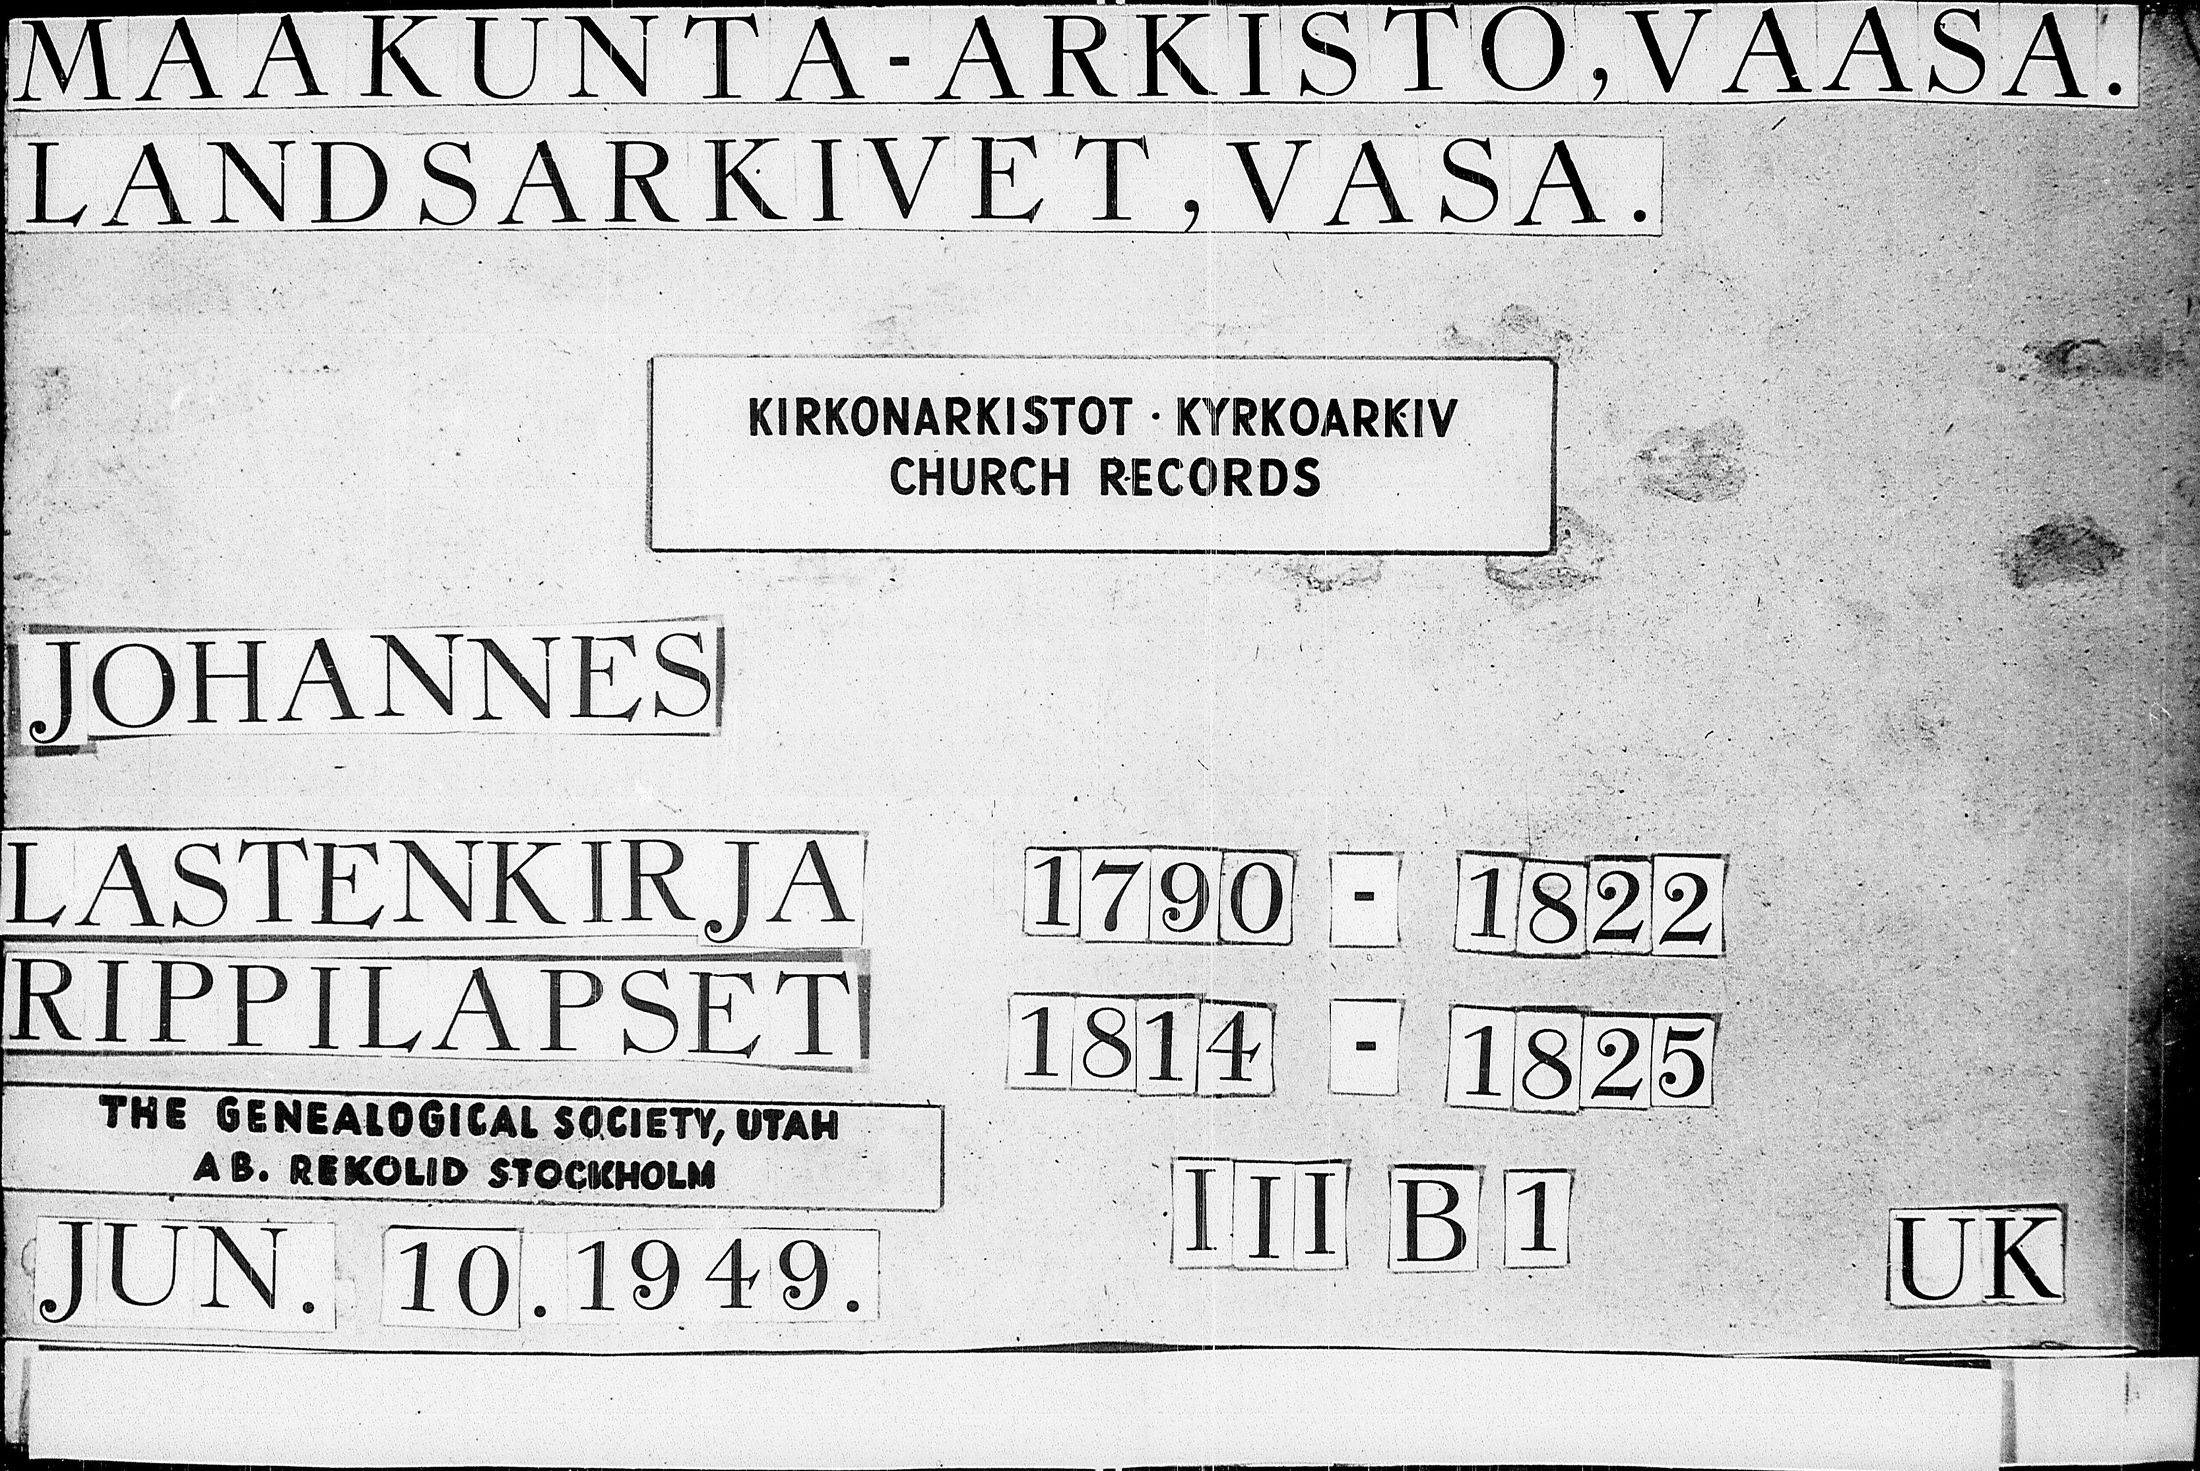 MAAKUNTA-ARKISTO, VAASA.
LANDSARKIVET, VASA.
KIRKONARKISTOT · KYRKOARKIV
CHURCH RECORDS
JOHANNES
LASTENKIRJA 1790 - 1822
RIPPILAPSET 1814 - 1825
THE GENEALOGICAL SOCIETY, UTAH
AB. REKOLID STOCKHOLM
III B 1
JUN. 10. 1949.
UK